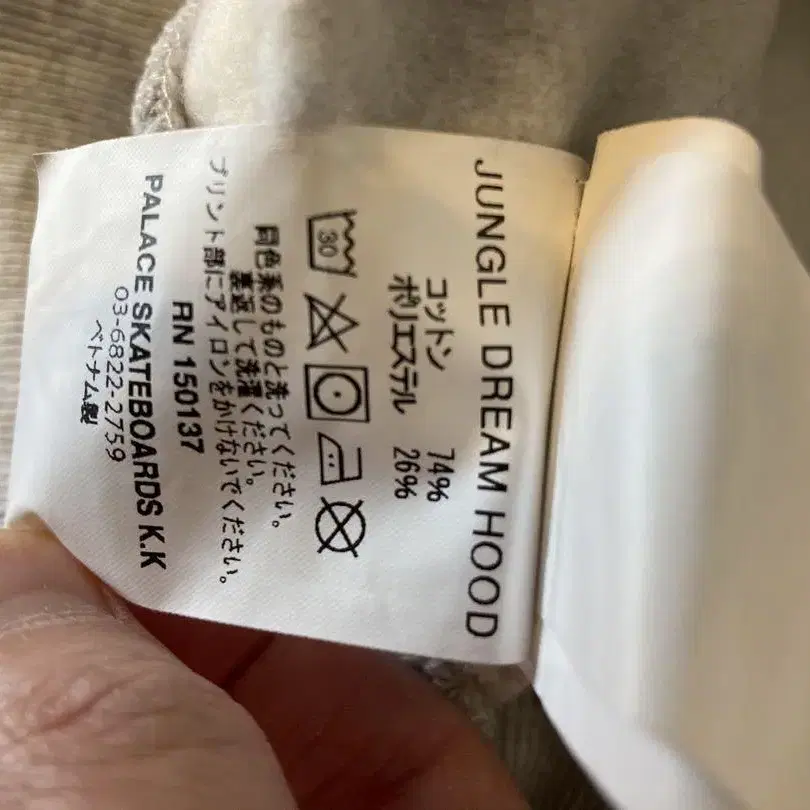 JUNGLE DREAM HOOD
コットン 74%
ポリエステル 26%
30
同色系のものと洗ってください。
裏返して洗濯ください。
プリント部にアイロンをかけないでください。
RN 150137
PALACE SKATEBOARDS K.K
03-6822-2759
ベトナム製